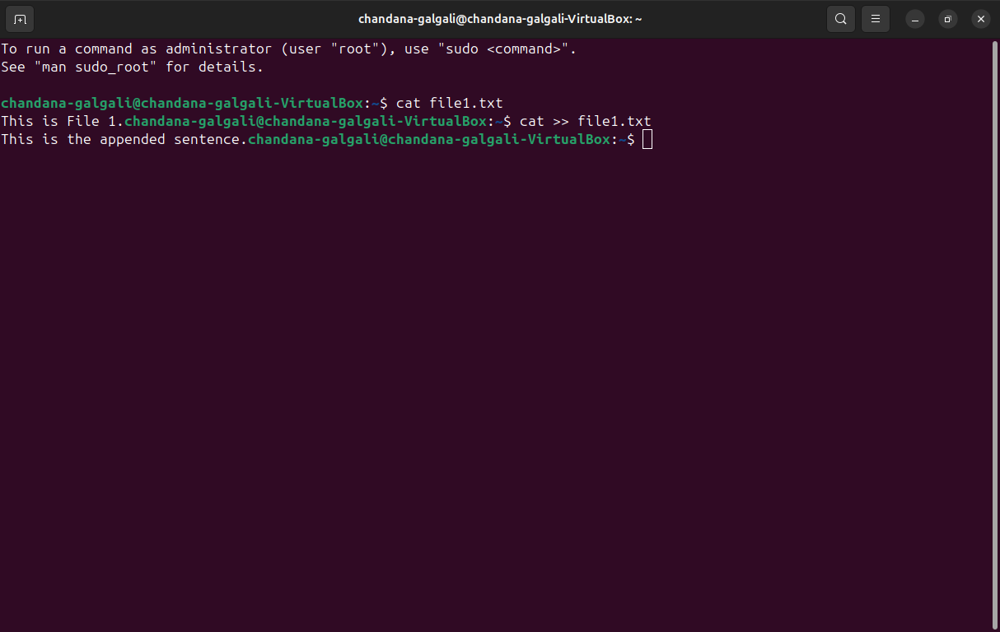 chandana-galgali@chandana-galgali-VirtualBox: ~
To run a command as administrator (user "root"), use "sudo <command>".
See "man sudo_root" for details.
chandana-galgali@chandana-galgali-VirtualBox:~$ cat file1.txt
This is File 1.chandana-galgali@chandana-galgali-VirtualBox:~$ cat >> file1.txt
This is the appended sentence.chandana-galgali@chandana-galgali-VirtualBox:~$